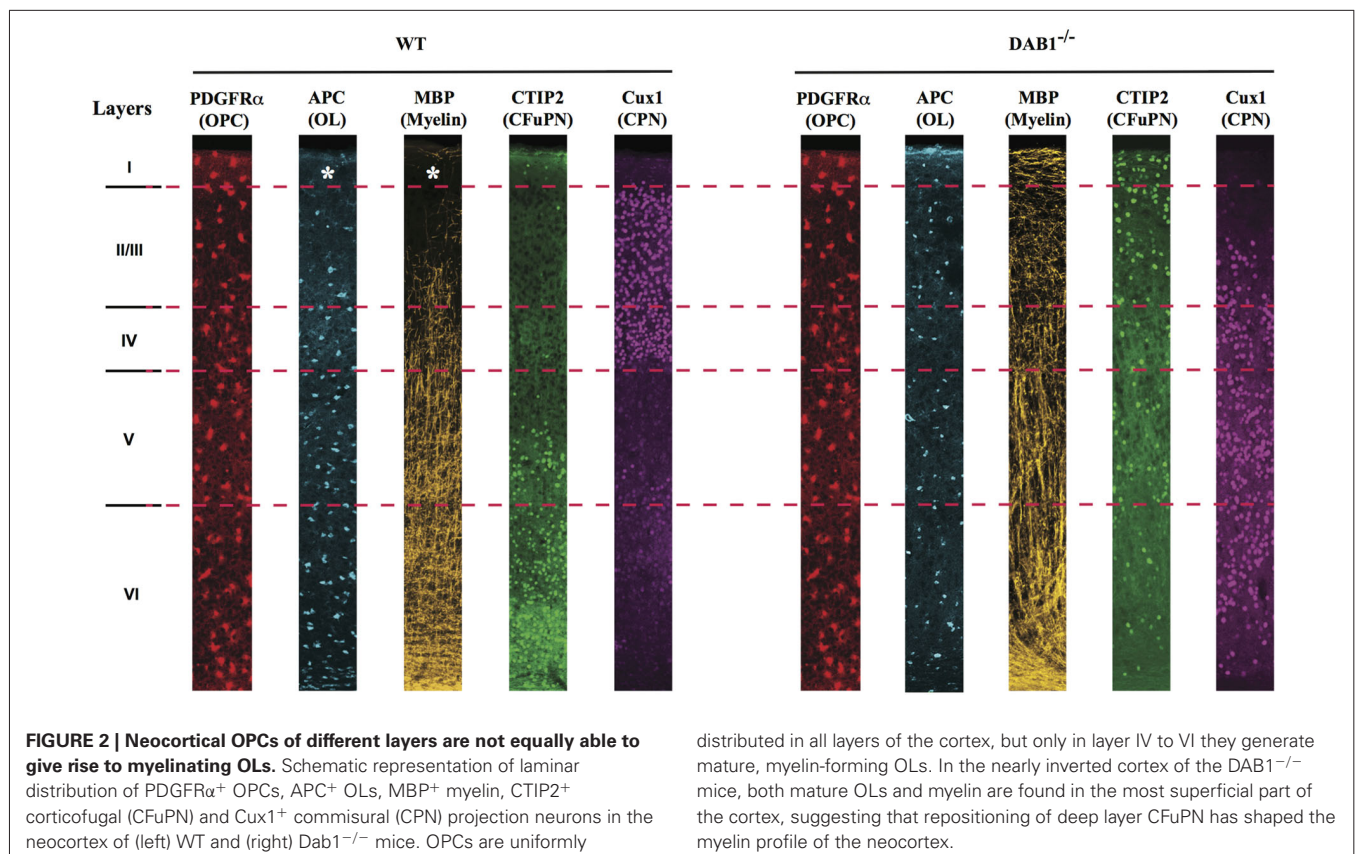 WT
DAB1-/-
Layers
PDGFRα
(OPC)
APC
(OL)
MBP
(Myelin)
CTIP2
(CFuPN)
Cux1
(CPN)
PDGFRα
(OPC)
APC
(OL)
MBP
(Myelin)
CTIP2
(CFuPN)
Cux1
(CPN)
I
*
*
II/III
IV
V
VI
FIGURE 2 | Neocortical OPCs of different layers are not equally able to
give rise to myelinating OLs. Schematic representation of laminar
distribution of PDGFRα+ OPCs, APC+ OLs, MBP+ myelin, CTIP2+
corticofugal (CFuPN) and Cux1+ commisural (CPN) projection neurons in the
neocortex of (left) WT and (right) Dab1−/− mice. OPCs are uniformly
distributed in all layers of the cortex, but only in layer IV to VI they generate
mature, myelin-forming OLs. In the nearly inverted cortex of the DAB1−/−
mice, both mature OLs and myelin are found in the most superficial part of
the cortex, suggesting that repositioning of deep layer CFuPN has shaped the
myelin profile of the neocortex.